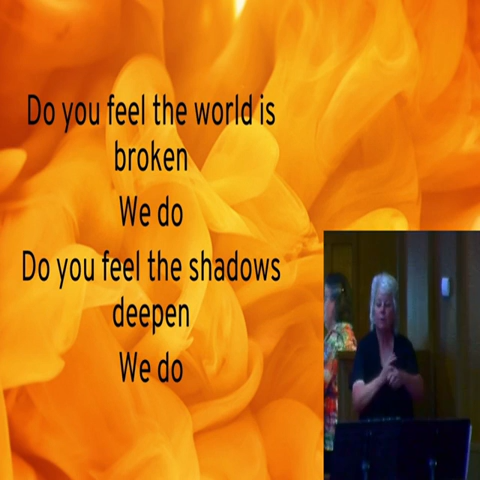 Do you feel the world is
broken
We do
Do you feel the shadows
deepen
We do